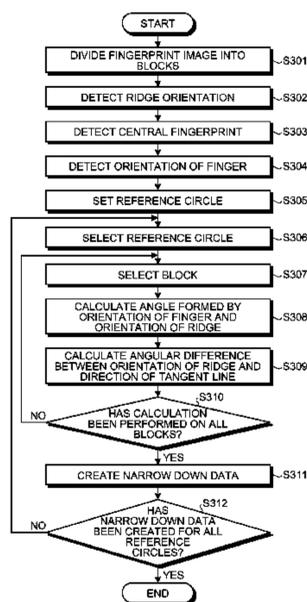 START
DIVIDE FINGERPRINT IMAGE INTO
BLOCKS
S301
DETECT RIDGE ORIENTATION
S302
DETECT CENTRAL FINGERPRINT
S303
DETECT ORIENTATION OF FINGER
S304
SET REFERENCE CIRCLE
S305
SELECT REFERENCE CIRCLE
S306
SELECT BLOCK
S307
CALCULATE ANGLE FORMED BY
ORIENTATION OF FINGER AND
ORIENTATION OF RIDGE
S308
CALCULATE ANGULAR DIFFERENCE
BETWEEN ORIENTATION OF RIDGE AND
DIRECTION OF TANGENT LINE
S309
S310
NO
HAS CALCULATION
BEEN PERFORMED ON ALL
BLOCKS?
YES
CREATE NARROW DOWN DATA
S311
S312
NO
HAS
NARROW DOWN DATA
BEEN CREATED FOR ALL
REFERENCE
CIRCLES?
YES
END